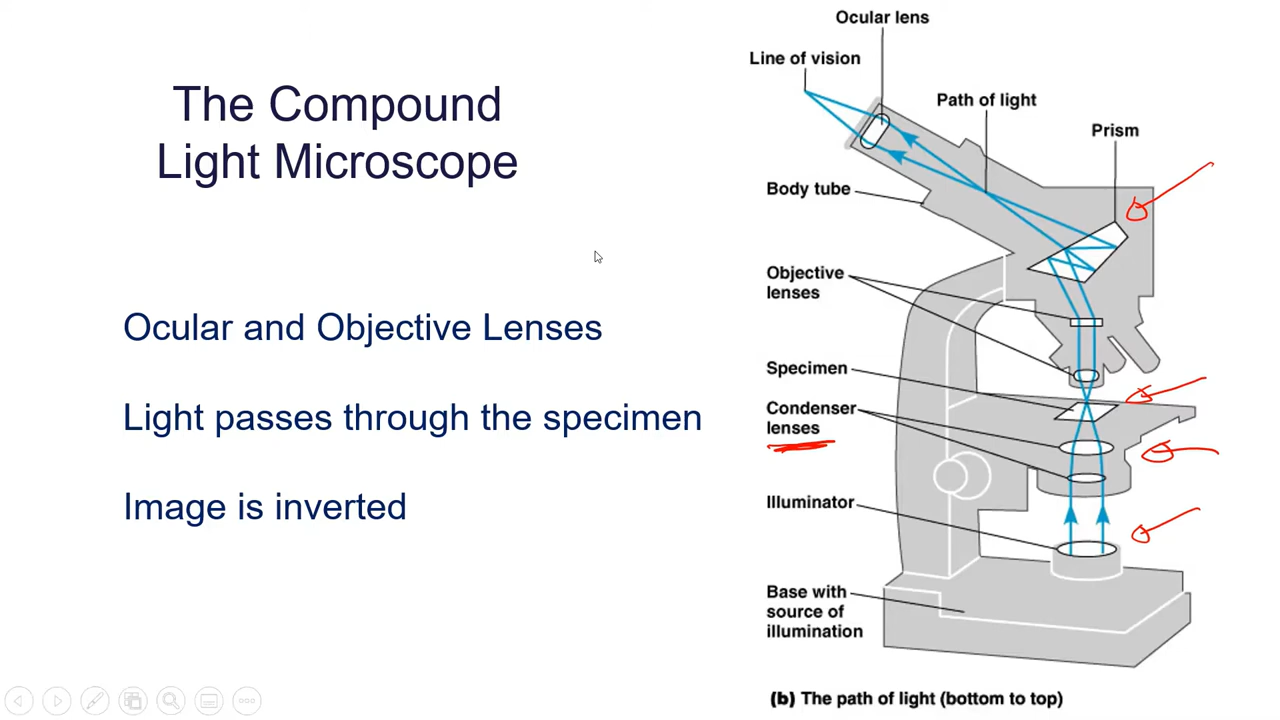 The Compound
Light Microscope
Ocular and Objective Lenses
Light passes through the specimen
Image is inverted
Ocular lens
Line of vision
Path of light
Prism
Body tube
Objective
lenses
Specimen
Condenser
lenses
Illuminator
Base with
source of
illumination
(b) The path of light (bottom to top)